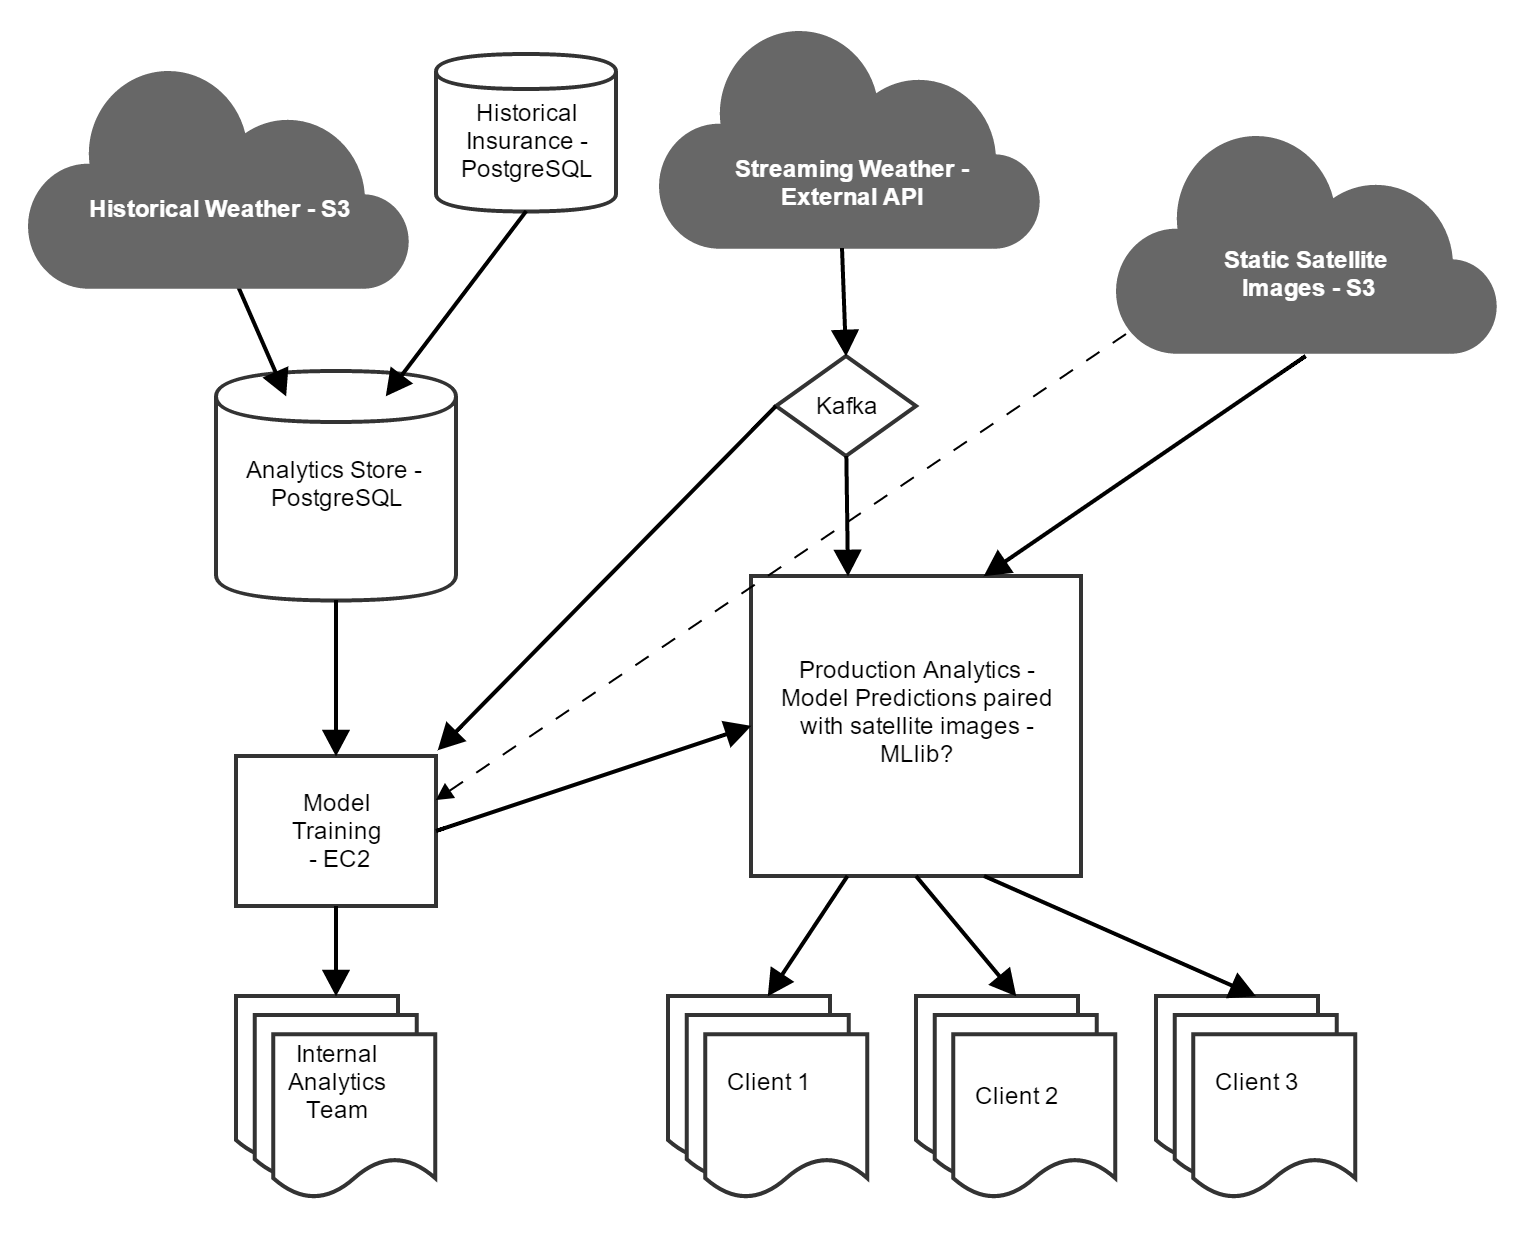 Historical
Insurance -
PostgreSQL
Historical Weather - S3
Streaming Weather -
External API
Static Satellite
Images - S3
Kafka
Analytics Store -
PostgreSQL
Production Analytics -
Model Predictions paired
with satellite images -
MLlib?
Model
Training
- EC2
Internal
Analytics
Team
Client 1
Client 2
Client 3